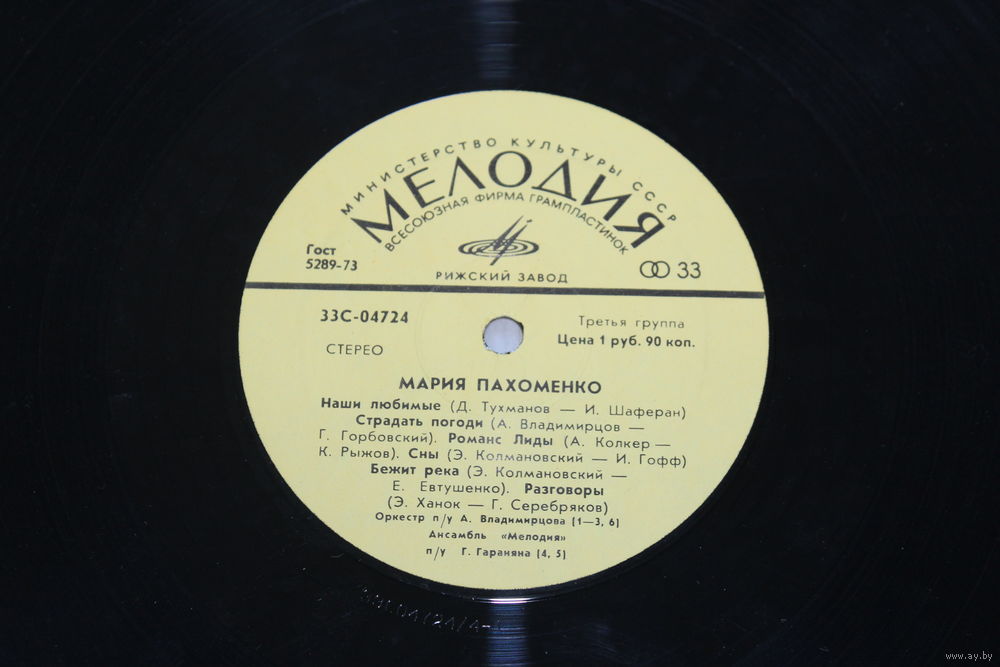 МИНИСТЕРСТВО КУЛЬТУРЫ СССР
МЕЛОДИЯ
ВСЕСОЮЗНАЯ ФИРМА ГРАМПЛАСТИНОК
Гост
5289-73
РИЖСКИЙ ЗАВОД
33
33С-04724
Третья группа
Цена 1 руб. 90 коп.
СТЕРЕО
МАРИЯ ПАХОМЕНКО
Наши любимые (Д. Тухманов — И. Шаферан)
Страдать погоди (А. Владимирцов —
Г. Горбовский). Романс Лиды (А. Колкер —
К. Рыжов). Сны (Э. Колмановский — И. Гофф)
Бежит река (Э. Колмановский —
Е. Евтушенко). Разговоры
(Э. Ханок — Г. Серебряков)
Оркестр п/у А. Владимирцова (1—3, 6)
Ансамбль «Мелодия»
п/у Г. Гараняна (4, 5)
www.ay.by